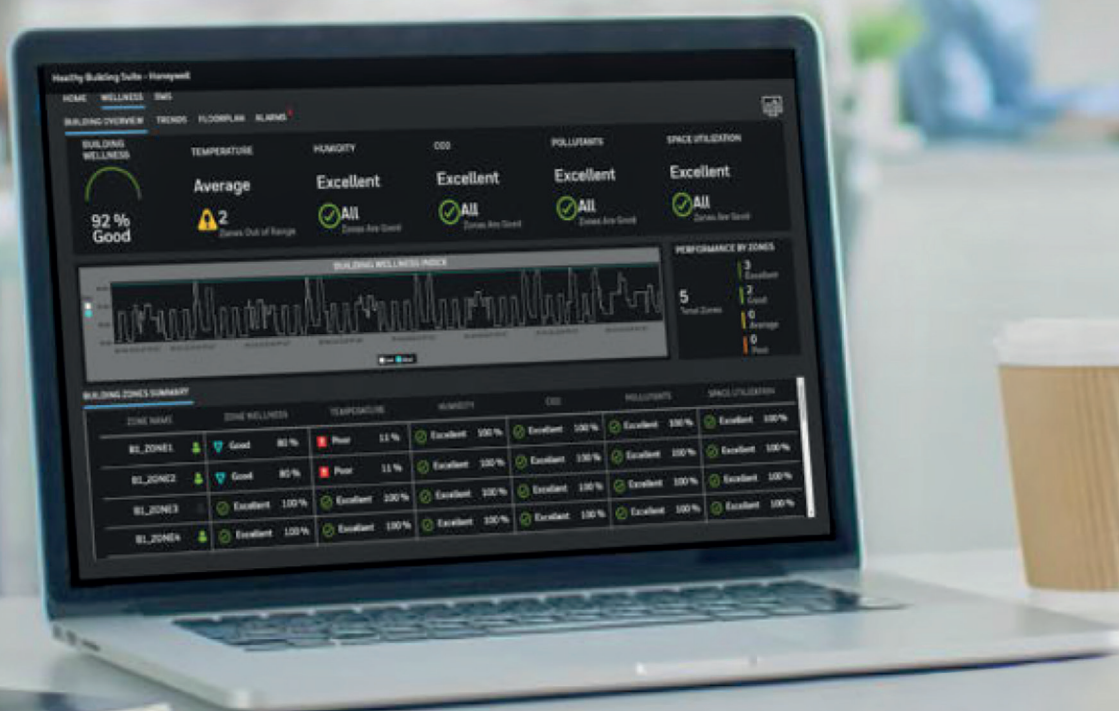 Healthy Building Suite - Honeywell
HOME WELLNESS BMS
BUILDING OVERVIEW TRENDS FLOORPLAN ALARMS
BUILDING WELLNESS
92 %
Good
TEMPERATURE
Average
2
Zones Out of Range
HUMIDITY
Excellent
All
Zones Are Good
CO2
Excellent
All
Zones Are Good
POLLUTANTS
Excellent
All
Zones Are Good
SPACE UTILIZATION
Excellent
All
Zones Are Good
BUILDING WELLNESS INDEX
PERFORMANCE BY ZONES
5
Total Zones
3
Excellent
2
Good
0
Average
0
Poor
BUILDING ZONES SUMMARY
ZONE NAME ZONE WELLNESS TEMPERATURE HUMIDITY CO2 POLLUTANTS SPACE UTILIZATION
B1_ZONE1 Good 80 % Poor 11 % Excellent 100 % Excellent 100 % Excellent 100 % Excellent 100 %
B1_ZONE2 Good 80 % Poor 11 % Excellent 100 % Excellent 100 % Excellent 100 % Excellent 100 %
B1_ZONE3 Excellent 100 % Excellent 100 % Excellent 100 % Excellent 100 % Excellent 100 % Excellent 100 %
B1_ZONE4 Excellent 100 % Excellent 100 % Excellent 100 % Excellent 100 % Excellent 100 % Excellent 100 %